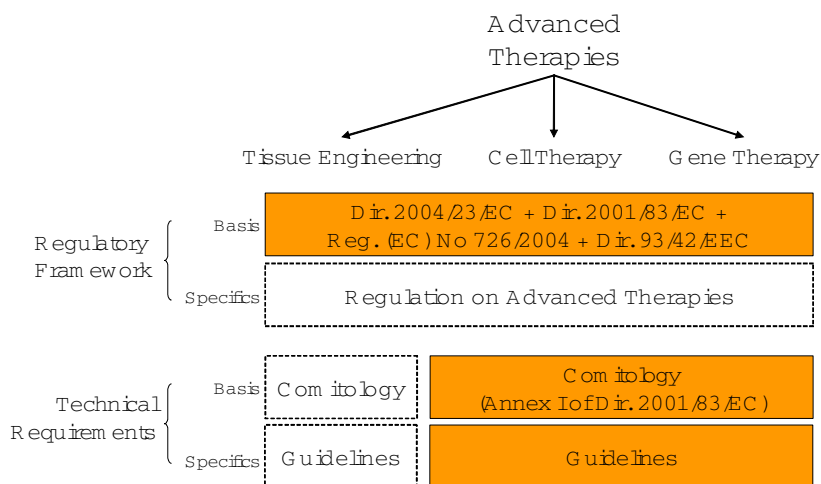 Advanced
Therapies
Tissue Engineering
Cell Therapy
Gene Therapy
Regulatory
Framework
Basis
Dir. 2004/23/EC + Dir. 2001/83/EC +
Reg. (EC) No 726/2004 + Dir. 93/42/EEC
Specifics
Regulation on Advanced Therapies
Technical
Requirements
Basis
Comitology
Comitology
(Annex I of Dir. 2001/83/EC)
Specifics
Guidelines
Guidelines